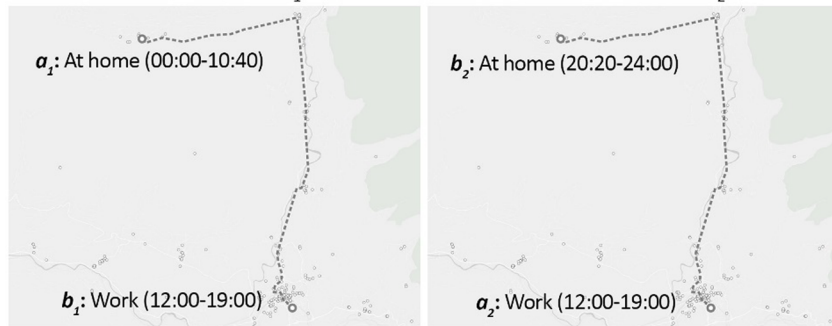 a1: At home (00:00-10:40)
b1: Work (12:00-19:00)
b2: At home (20:20-24:00)
a2: Work (12:00-19:00)